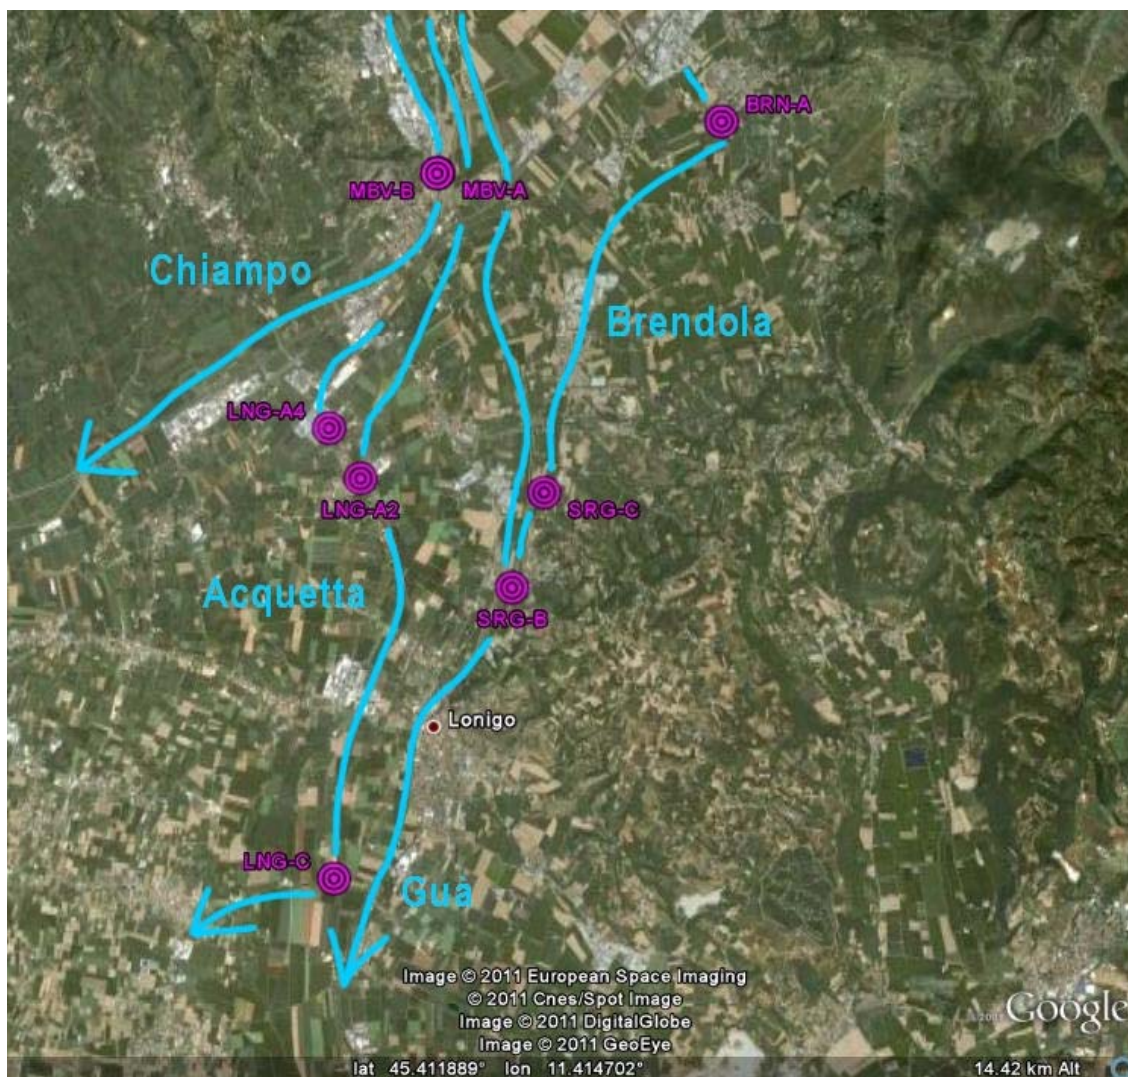 BRN-A
MBV-B
MBV-A
Chiampo
Brendola
LNG-A4
LNG-A2
SRG-C
Acquetta
SRG-B
Lonigo
LNG-C
Guà
Image © 2011 European Space Imaging
© 2011 Cnes/Spot Image
Image © 2011 DigitalGlobe
Image © 2011 GeoEye
Google
lat 45.411889° lon 11.414702°
14.42 km Alt